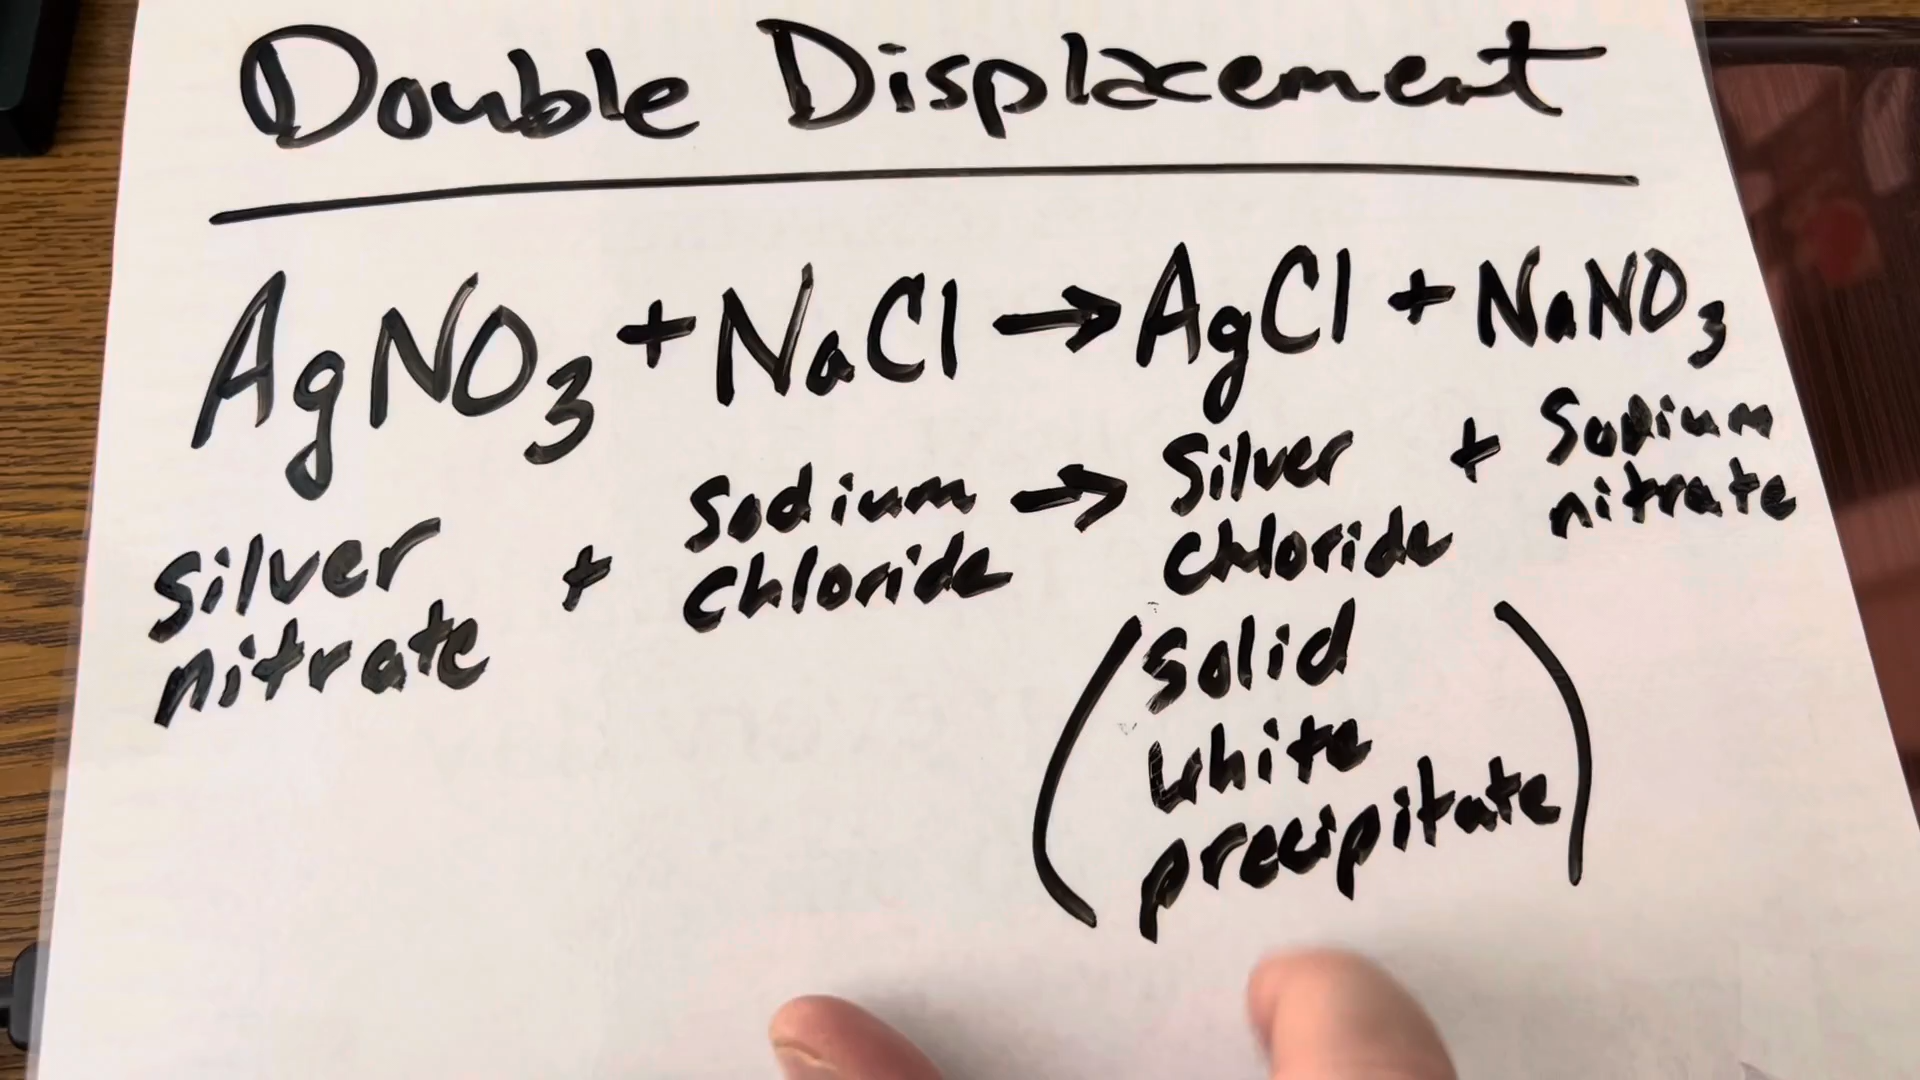 Double Displacement
AgNO₃ + NaCl → AgCl + NaNO₃
Silver nitrate + Sodium chloride → Silver chloride + Sodium nitrate
(Solid
white
precipitate)